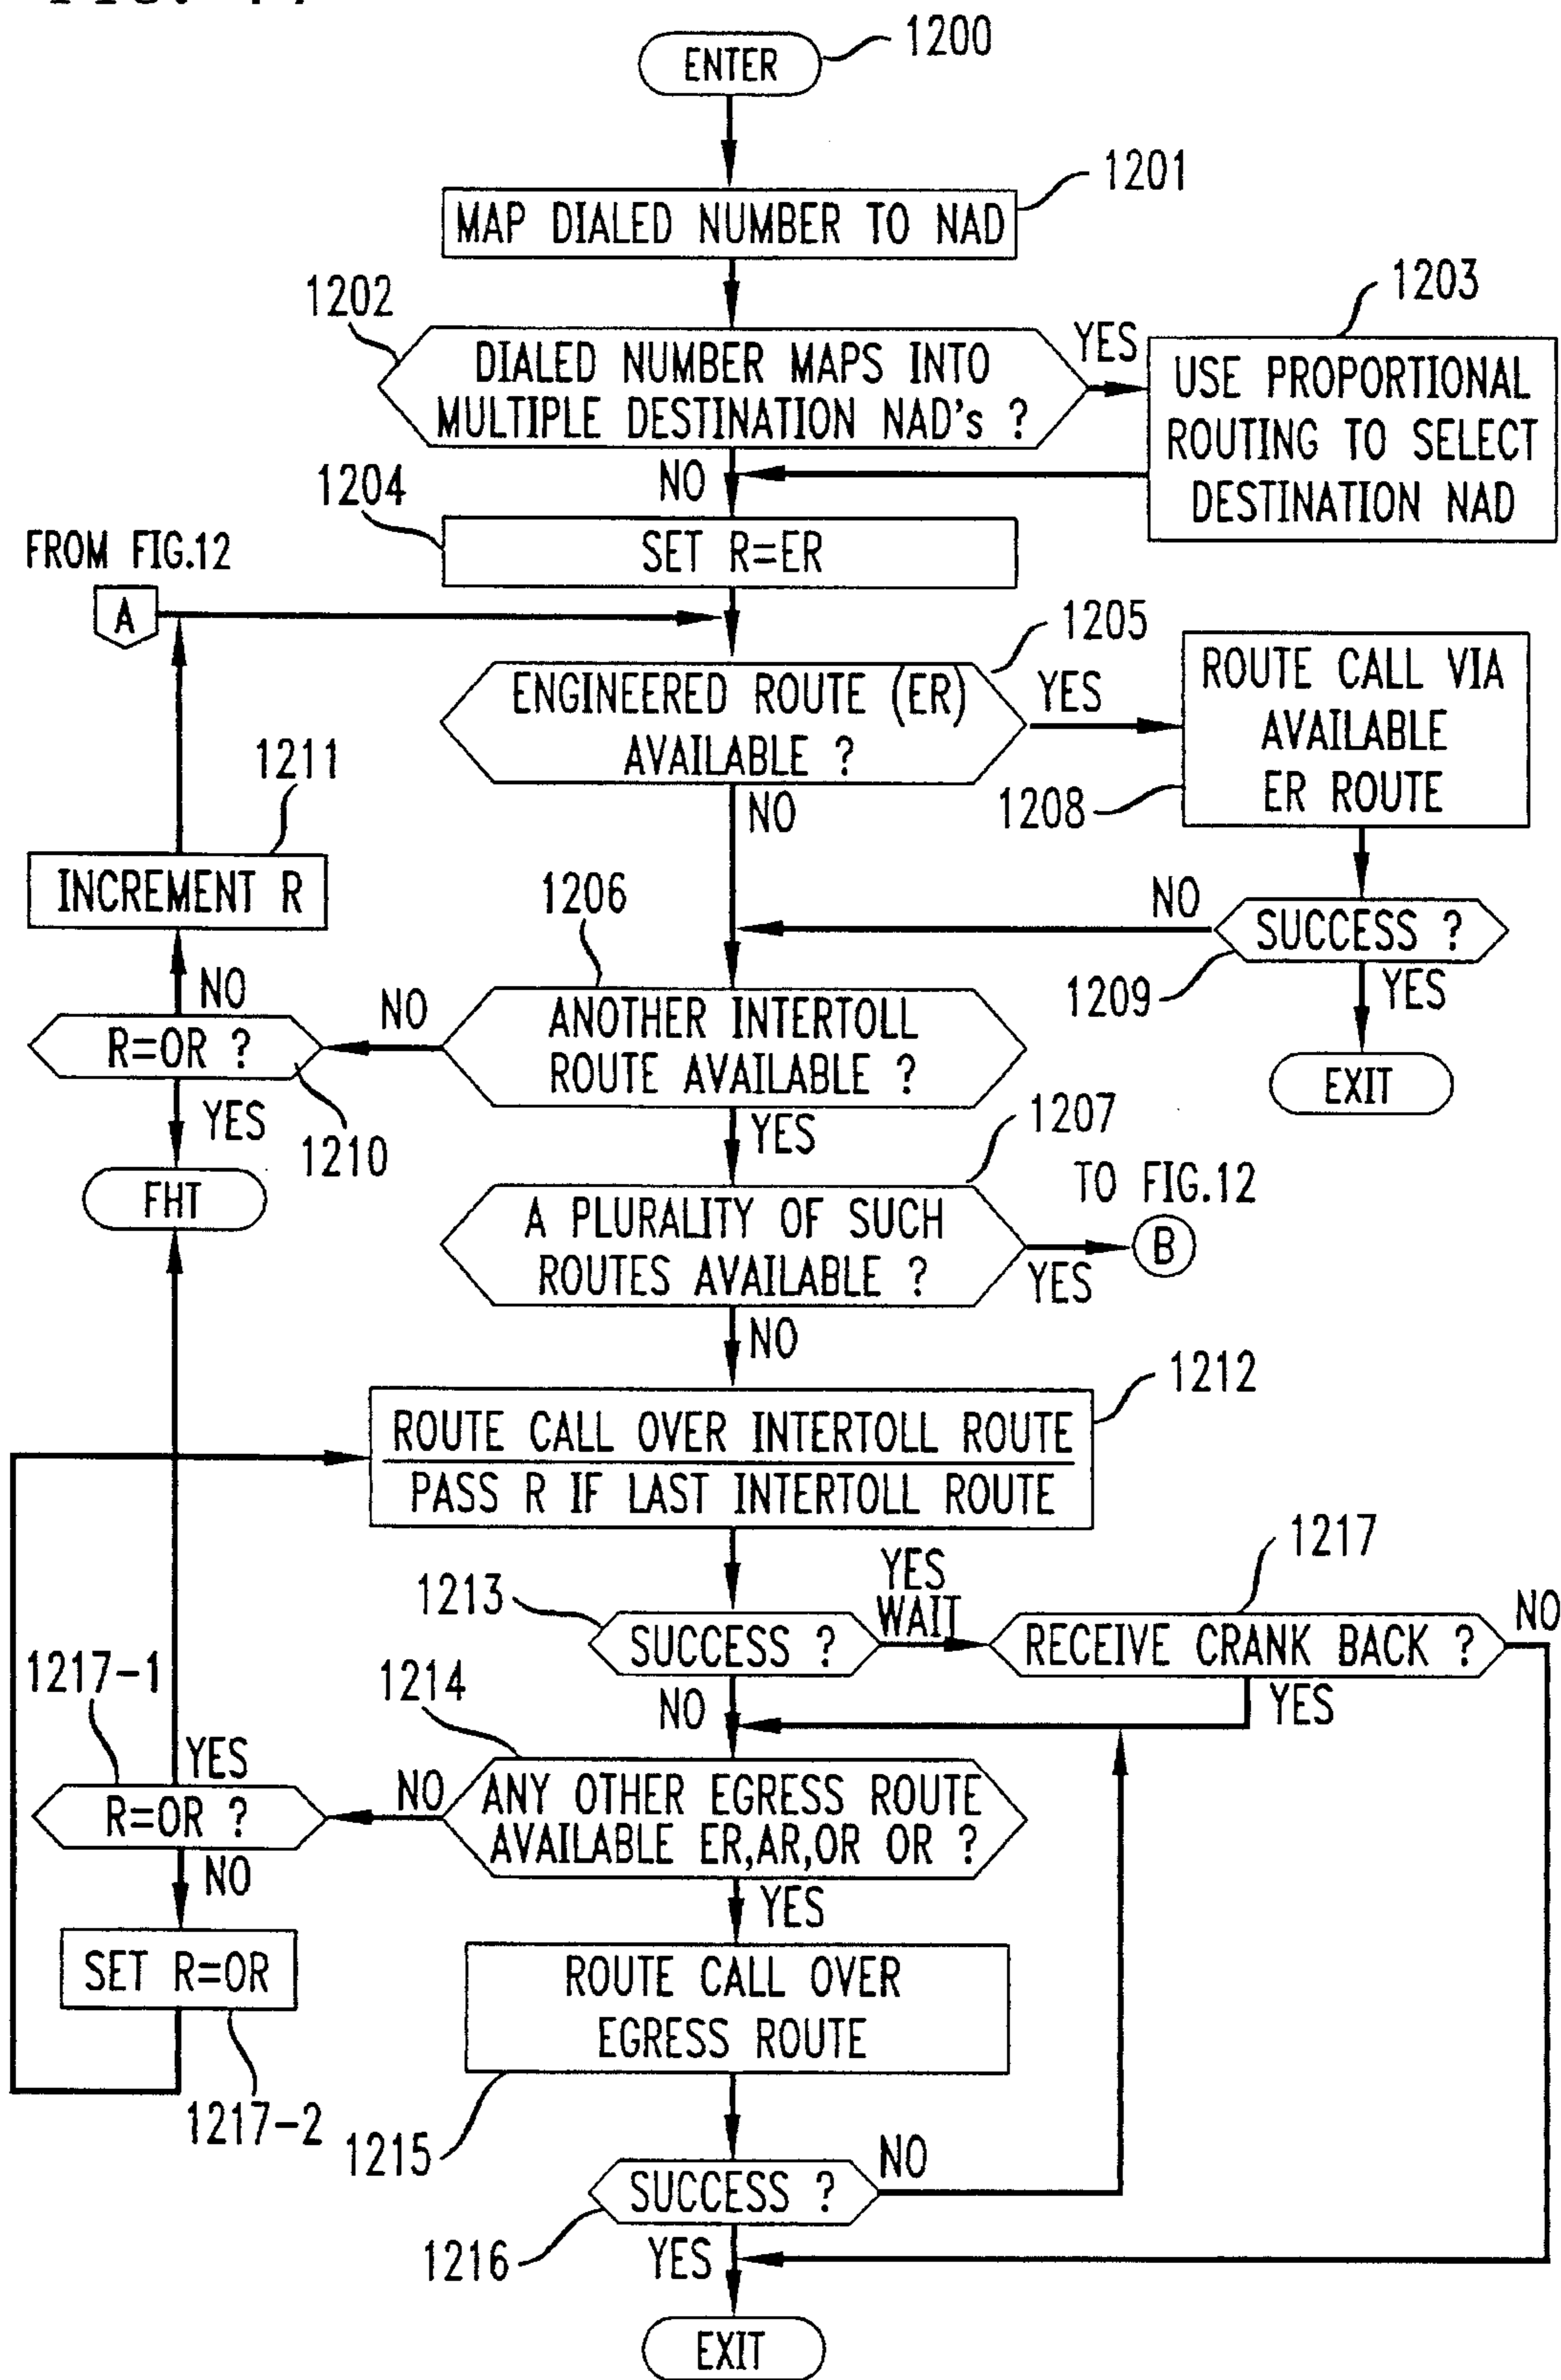 1200
ENTER
1201
MAP DIALED NUMBER TO NAD
1202
1203
DIALED NUMBER MAPS INTO
MULTIPLE DESTINATION NAD's ?
YES
USE PROPORTIONAL
ROUTING TO SELECT
DESTINATION NAD
NO
1204
SET R=ER
FROM FIG.12
A
1205
ENGINEERED ROUTE (ER)
AVAILABLE ?
YES
ROUTE CALL VIA
AVAILABLE
ER ROUTE
1208
NO
1211
INCREMENT R
1206
NO
SUCCESS ?
1209
YES
EXIT
NO
R=OR ?
NO
ANOTHER INTERTOLL
ROUTE AVAILABLE ?
YES
1210
YES
1207
FHT
TO FIG.12
A PLURALITY OF SUCH
ROUTES AVAILABLE ?
B
YES
NO
1212
ROUTE CALL OVER INTERTOLL ROUTE
PASS R IF LAST INTERTOLL ROUTE
1213
YES
WAIT
1217
NO
SUCCESS ?
RECEIVE CRANK BACK ?
1217-1
1214
NO
YES
YES
R=OR ?
NO
ANY OTHER EGRESS ROUTE
AVAILABLE ER,AR,OR OR ?
NO
YES
SET R=OR
ROUTE CALL OVER
EGRESS ROUTE
1217-2
1215
NO
SUCCESS ?
1216
YES
EXIT